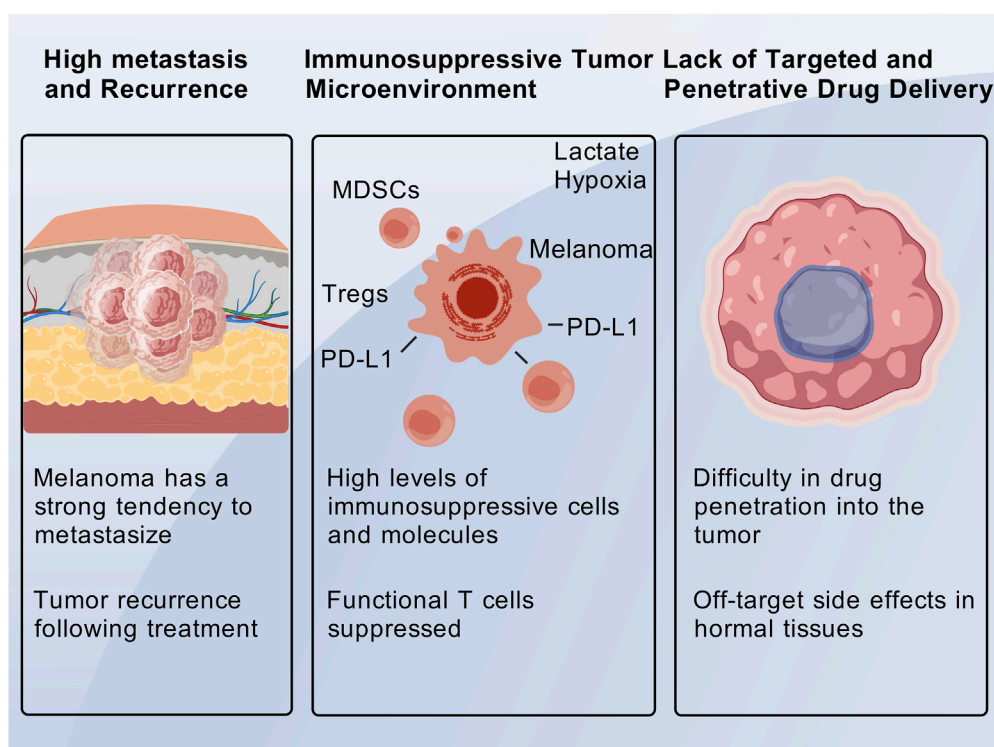 High metastasis
and Recurrence
Immunosuppressive Tumor
Microenvironment
Lack of Targeted and
Penetrative Drug Delivery
Melanoma has a
strong tendency to
metastasize
Tumor recurrence
following treatment
Lactate
Hypoxia
MDSCs
Melanoma
Tregs
PD-L1
PD-L1
High levels of
immunosuppressive cells
and molecules
Functional T cells
suppressed
Difficulty in drug
penetration into the
tumor
Off-target side effects in
hormal tissues